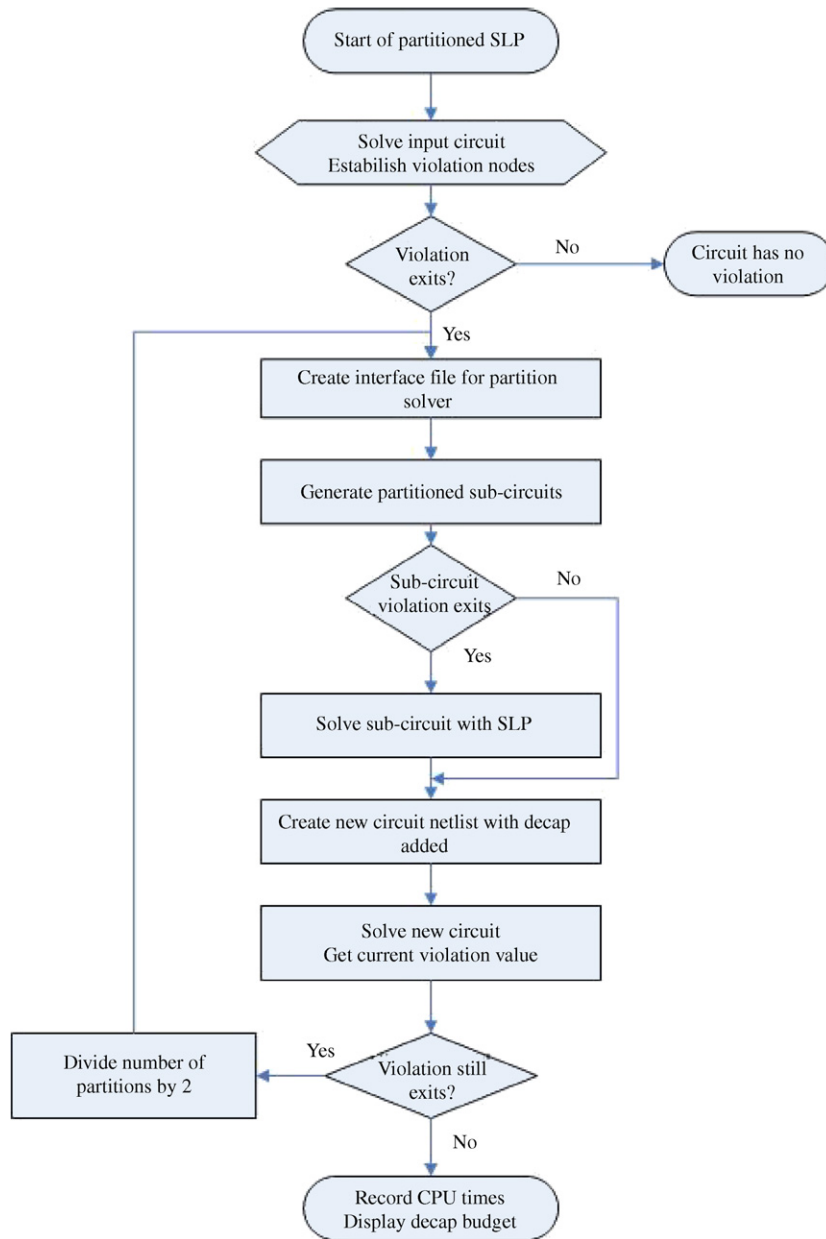 Start of partitioned SLP
Solve input circuit
Estabilish violation nodes
Violation
exits?
No
Circuit has no
violation
Yes
Create interface file for partition
solver
Generate partitioned sub-circuits
Sub-circuit
violation exits
No
Yes
Solve sub-circuit with SLP
Create new circuit netlist with decap
added
Solve new circuit
Get current violation value
Divide number of
partitions by 2
Yes
Violation still
exits?
No
Record CPU times
Display decap budget